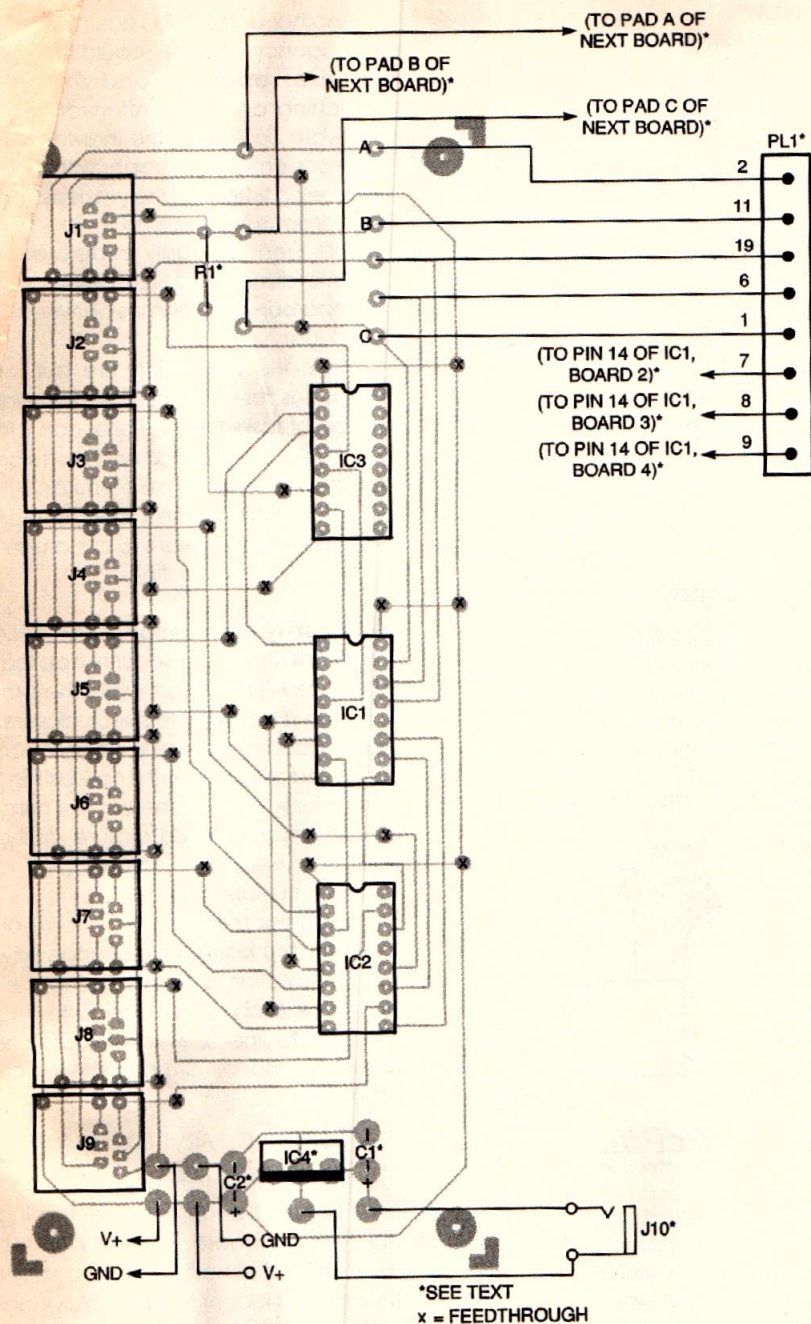 (TO PAD A OF
NEXT BOARD)*
(TO PAD B OF
NEXT BOARD)*
(TO PAD C OF
NEXT BOARD)*
A
PL1*
2
J1
B
11
R1*
19
6
J2
C
1
(TO PIN 14 OF IC1,
BOARD 2)*
7
(TO PIN 14 OF IC1,
BOARD 3)*
8
(TO PIN 14 OF IC1,
BOARD 4)*
9
J3
IC3
J4
J5
IC1
J6
J7
IC2
J8
J9
C2*
+
IC4*
C1*
+
V+
GND
GND
V+
J10*
*SEE TEXT
x = FEEDTHROUGH